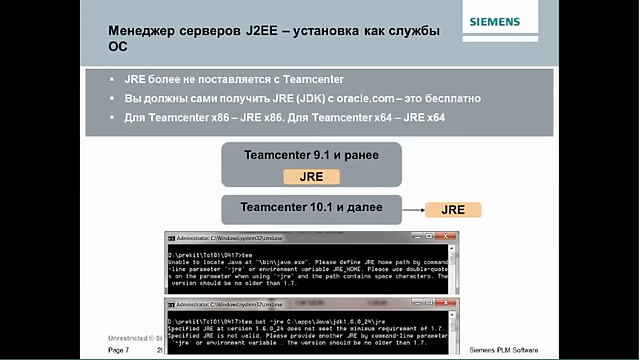 Менеджер серверов J2EE – установка как службы
ОС
SIEMENS
JRE более не поставляется с Teamcenter
Вы должны сами получить JRE (JDK) с oracle.com – это бесплатно
Для Teamcenter x86 – JRE x86. Для Teamcenter x64 – JRE x64
Teamcenter 9.1 и ранее
JRE
Teamcenter 10.1 и далее
JRE
Administrator: C:\Windows\system32\cmd.exe
D:\prekit\Tc101\0417>tem
Unable to locate Java at "\bin\java.exe". Please define JRE home path by command
-line parameter "-jre" or environment variable JRE_HOME. Please use double-quote
s on the parameter when using "-jre" and the path contains space characters. The
version should be no older than 1.7.
Administrator: C:\Windows\system32\cmd.exe
D:\prekit\Tc101\0417>tem.bat -jre C:\apps\Java\jdk1.6.0_24\jre
Specified JRE at version 1.6.0_24 does not meet the minimum requirement of 1.7.
Specified JRE is not valid. Please provide another JRE by command-line parameter
"-jre" or environment variable . The version should be no older than 1.7.
Unrestricted © Si
Page 7
Siemens PLM Software